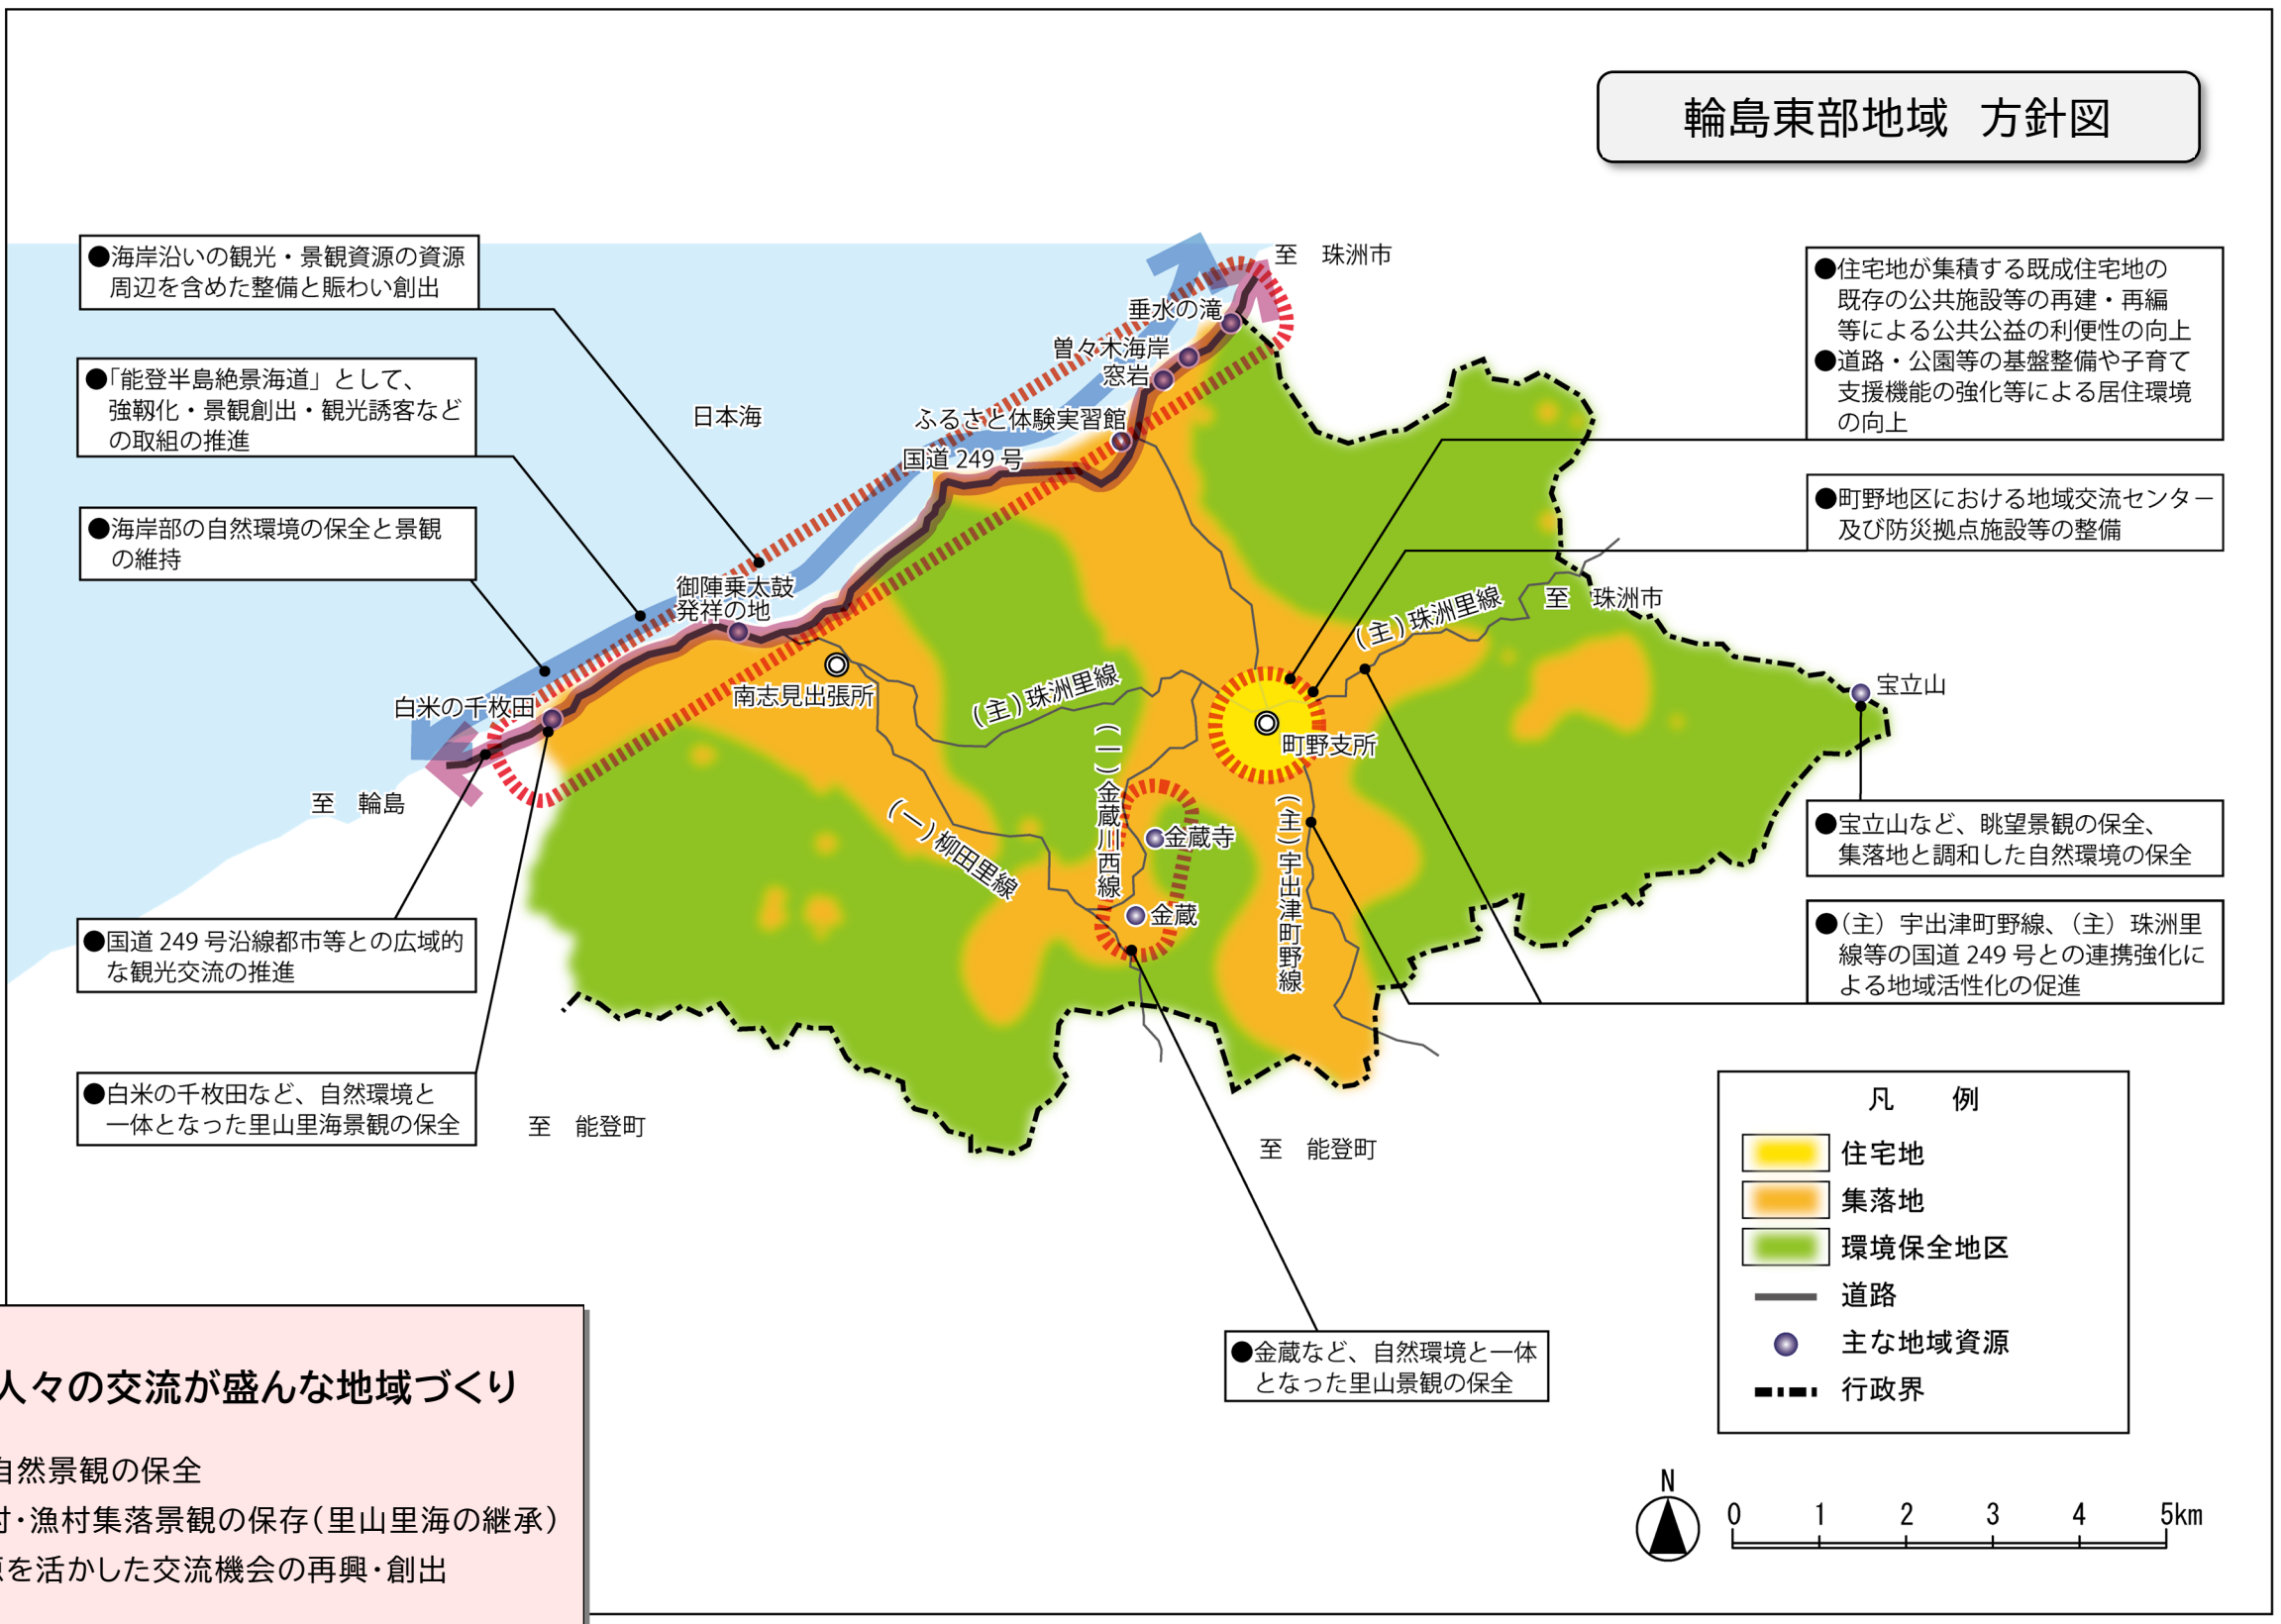 輪島東部地域　方針図
●海岸沿いの観光・景観資源の資源
周辺を含めた整備と賑わい創出
●「能登半島絶景海道」として、
強靱化・景観創出・観光誘客など
の取組の推進
●海岸部の自然環境の保全と景観
の維持
至　珠洲市
垂水の滝
曽々木海岸
窓岩
ふるさと体験実習館
国道 249 号
日本海
御陣乗太鼓
発祥の地
白米の千枚田
南志見出張所
至　輪島
(主)珠洲里線
(一)柳田里線
(一)金蔵川西線
金蔵寺
金蔵
町野支所
(主)宇出津町野線
(主)珠洲里線
至　珠洲市
宝立山
●住宅地が集積する既成住宅地の
既存の公共施設等の再建・再編
等による公共公益の利便性の向上
●道路・公園等の基盤整備や子育て
支援機能の強化等による居住環境
の向上
●町野地区における地域交流センター
及び防災拠点施設等の整備
●宝立山など、眺望景観の保全、
集落地と調和した自然環境の保全
●（主）宇出津町野線、（主）珠洲里
線等の国道 249 号との連携強化に
よる地域活性化の促進
●国道 249 号沿線都市等との広域的
な観光交流の推進
●白米の千枚田など、自然環境と
一体となった里山里海景観の保全
至　能登町
至　能登町
●金蔵など、自然環境と一体
となった里山景観の保全
凡　例
住宅地
集落地
環境保全地区
道路
主な地域資源
行政界
N
0 1 2 3 4 5km
人々の交流が盛んな地域づくり
自然景観の保全
村・漁村集落景観の保存（里山里海の継承）
を活かした交流機会の再興・創出